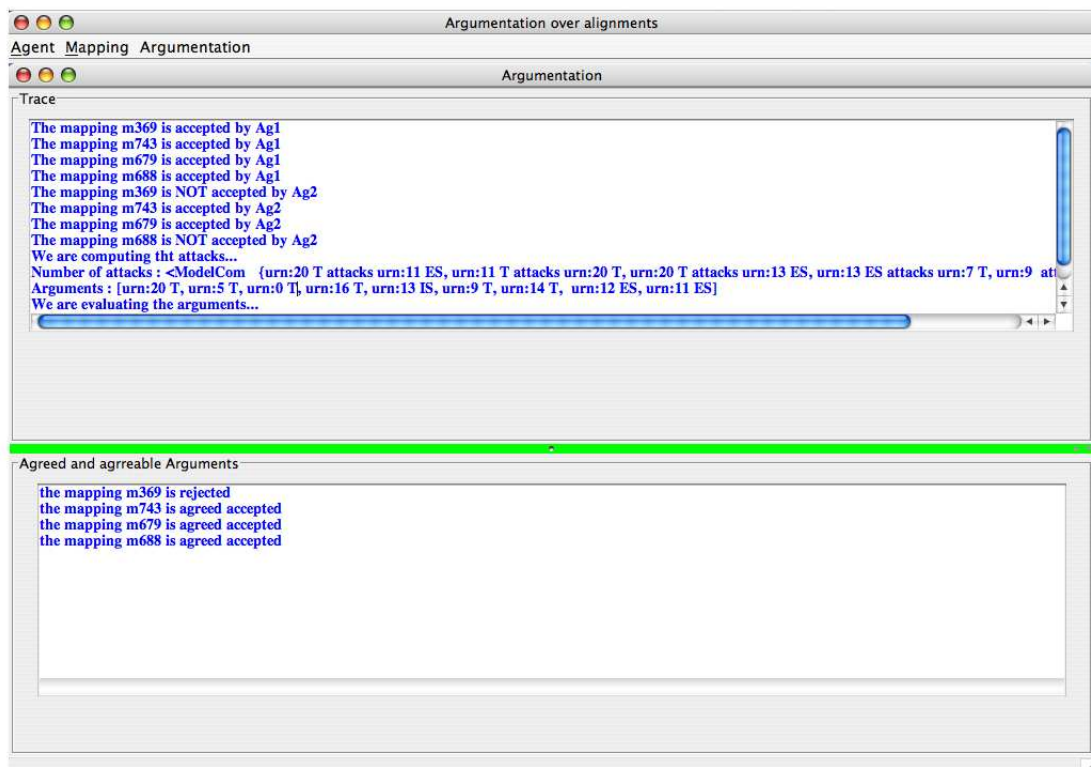 Argumentation over alignments
Agent Mapping Argumentation
Argumentation
Trace
The mapping m369 is accepted by Ag1
The mapping m743 is accepted by Ag1
The mapping m679 is accepted by Ag1
The mapping m688 is accepted by Ag1
The mapping m369 is NOT accepted by Ag2
The mapping m743 is accepted by Ag2
The mapping m679 is accepted by Ag2
The mapping m688 is NOT accepted by Ag2
We are computing tht attacks...
Number of attacks : <ModelCom {urn:20 T attacks urn:11 ES, urn:11 T attacks urn:20 T, urn:20 T attacks urn:13 ES, urn:13 ES attacks urn:7 T, urn:9 att
Arguments : [urn:20 T, urn:5 T, urn:0 T, urn:16 T, urn:13 IS, urn:9 T, urn:14 T, urn:12 ES, urn:11 ES]
We are evaluating the arguments...
Agreed and agrreable Arguments
the mapping m369 is rejected
the mapping m743 is agreed accepted
the mapping m679 is agreed accepted
the mapping m688 is agreed accepted